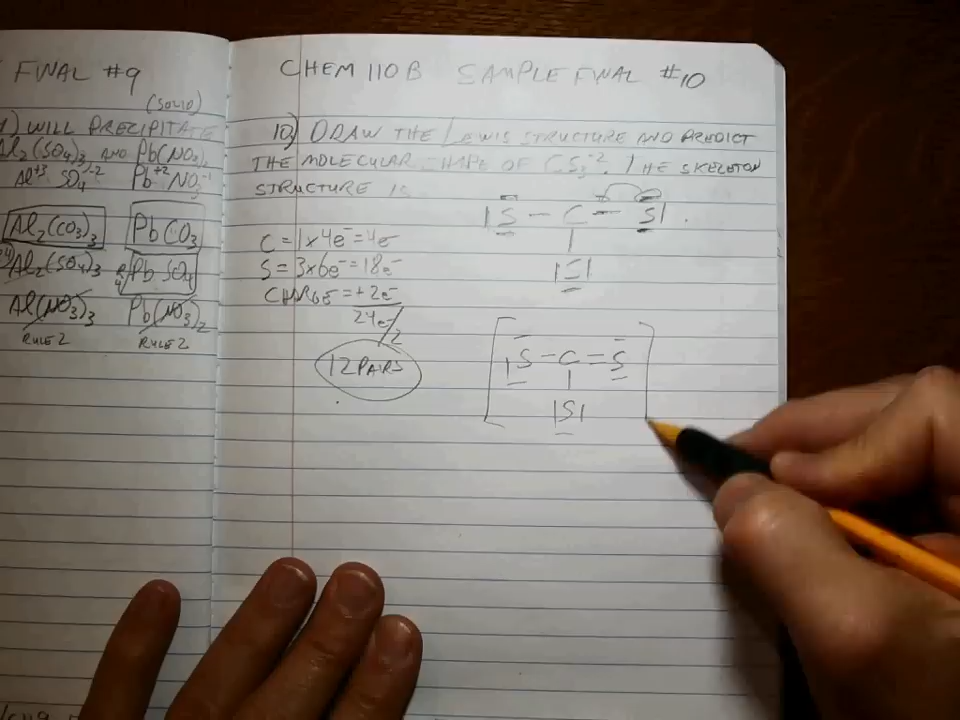 FINAL #9
(SOLID)
) WILL PRECIPITATE
Al₂(SO₄)₃ AND Pb(NO₃)₂
Al⁺³ SO₄⁻² Pb⁺² NO₃⁻¹
Al₂(CO₃)₃ PbCO₃
Al₂(SO₄)₃ PbSO₄
Al(NO₃)₃ Pb(NO₃)₂
RULE 2 RULE 2
CHEM 110B SAMPLE FINAL #10
10) DRAW THE LEWIS STRUCTURE AND PREDICT
THE MOLECULAR SHAPE OF CS₃⁻². THE SKELETON
STRUCTURE IS
|S — C — S| .
|
|S|
C = 1 x 4e⁻ = 4e⁻
S = 3 x 6e⁻ = 18e⁻
CHARGE = +2e⁻
24e⁻/2
12 PAIRS
[ |S — C = S
|
|S|